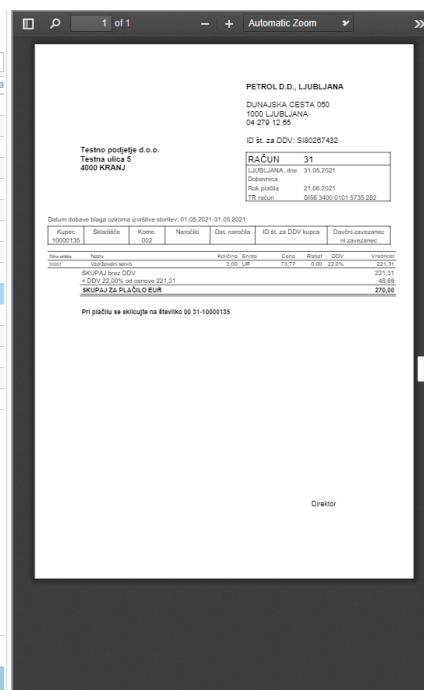 1 of 1
Automatic Zoom
PETROL D.D., LJUBLJANA
DUNAJSKA CESTA 050
1000 LJUBLJANA
04 279 12 55
ID št. za DDV: SI80267432
Testno podjetje d.o.o.
Testna ulica 5
4000 KRANJ
RAČUN 31
LJUBLJANA, dne 31.05.2021
Dobavnica
Rok plačila 21.06.2021
TR račun SI56 3400 0101 5735 262
Datum dobave blaga oziroma izvršitve storitev: 01.05.2021-31.05.2021
Kupec Skladišče Kome. Naročilo Dat. naročila ID št. za DDV kupca Davčni zavezanec
10000135 002 ni zavezanec
Šifra artikla Naziv Količina Enota Cena Rabat DDV Vrednost
00001 Vzdrževalni servis 3,00 UR 73,77 0,00 22,0% 221,31
SKUPAJ brez DDV 221,31
+ DDV 22,00% od osnove 221,31 48,69
SKUPAJ ZA PLAČILO EUR 270,00
Pri plačilu se sklicujte na številko 00 31-10000135
Direktor